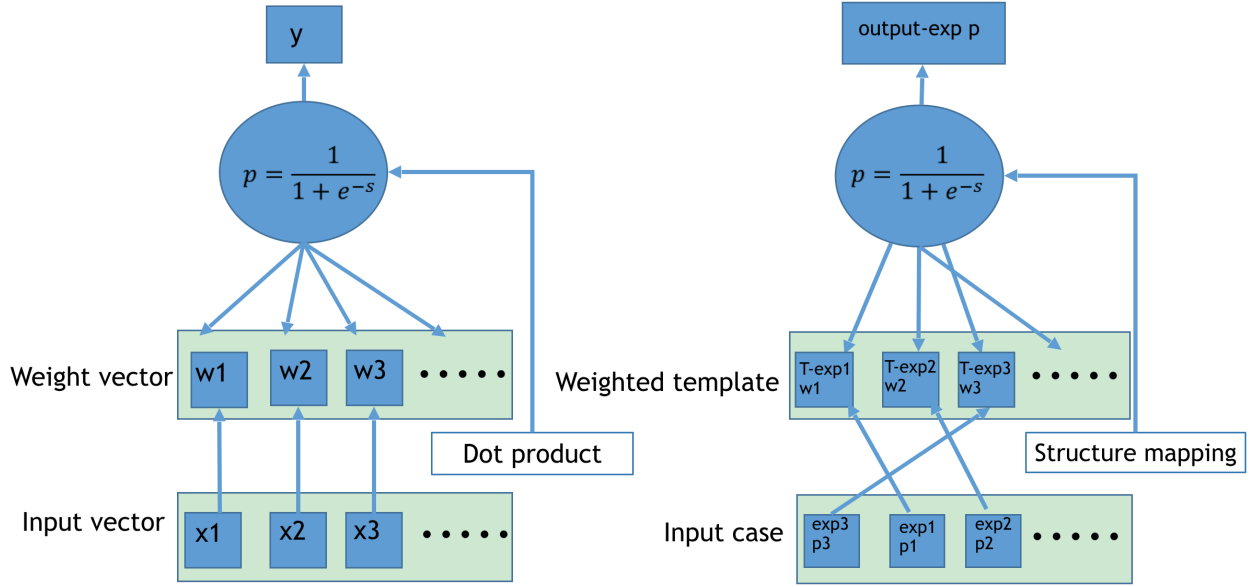 y
p = 1 / (1 + e^{-s})
Weight vector
w1
w2
w3
Dot product
Input vector
x1
x2
x3
output-exp p
p = 1 / (1 + e^{-s})
Weighted template
T-exp1
w1
T-exp2
w2
T-exp3
w3
Structure mapping
Input case
exp3
p3
exp1
p1
exp2
p2